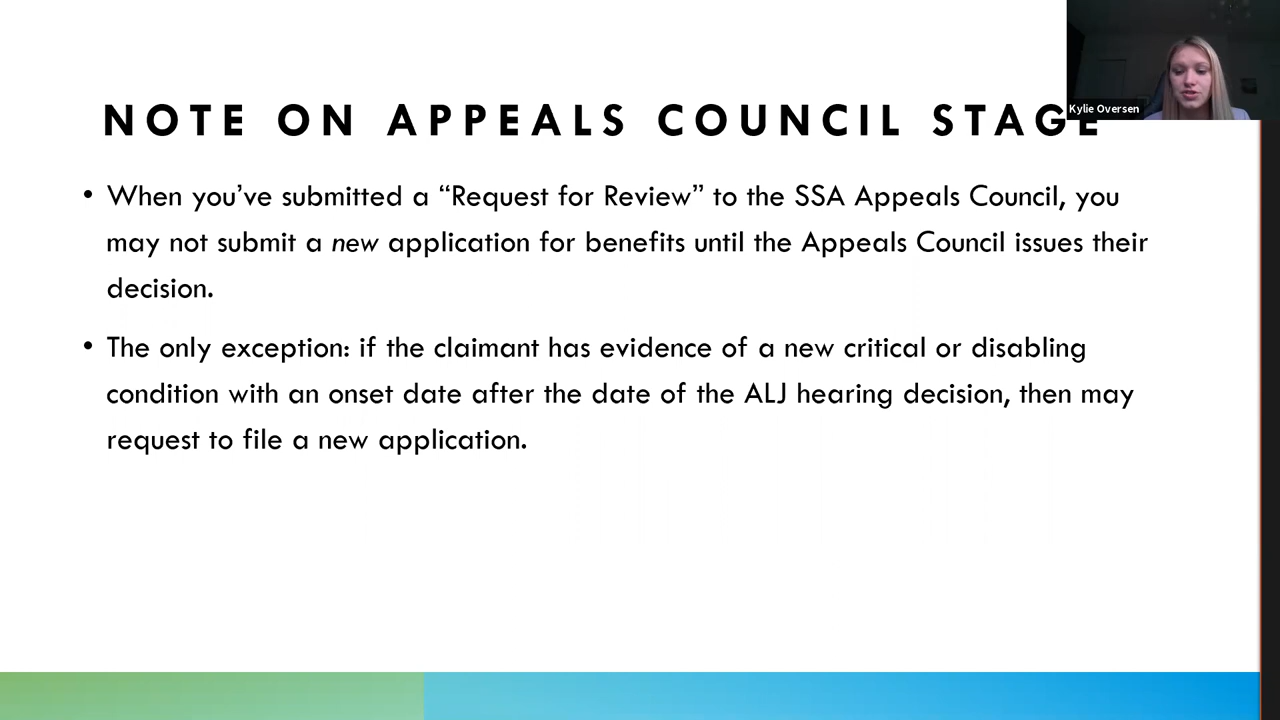 NOTE ON APPEALS COUNCIL STAGE
Kylie Oversen
• When you’ve submitted a “Request for Review” to the SSA Appeals Council, you
may not submit a new application for benefits until the Appeals Council issues their
decision.
• The only exception: if the claimant has evidence of a new critical or disabling
condition with an onset date after the date of the ALJ hearing decision, then may
request to file a new application.